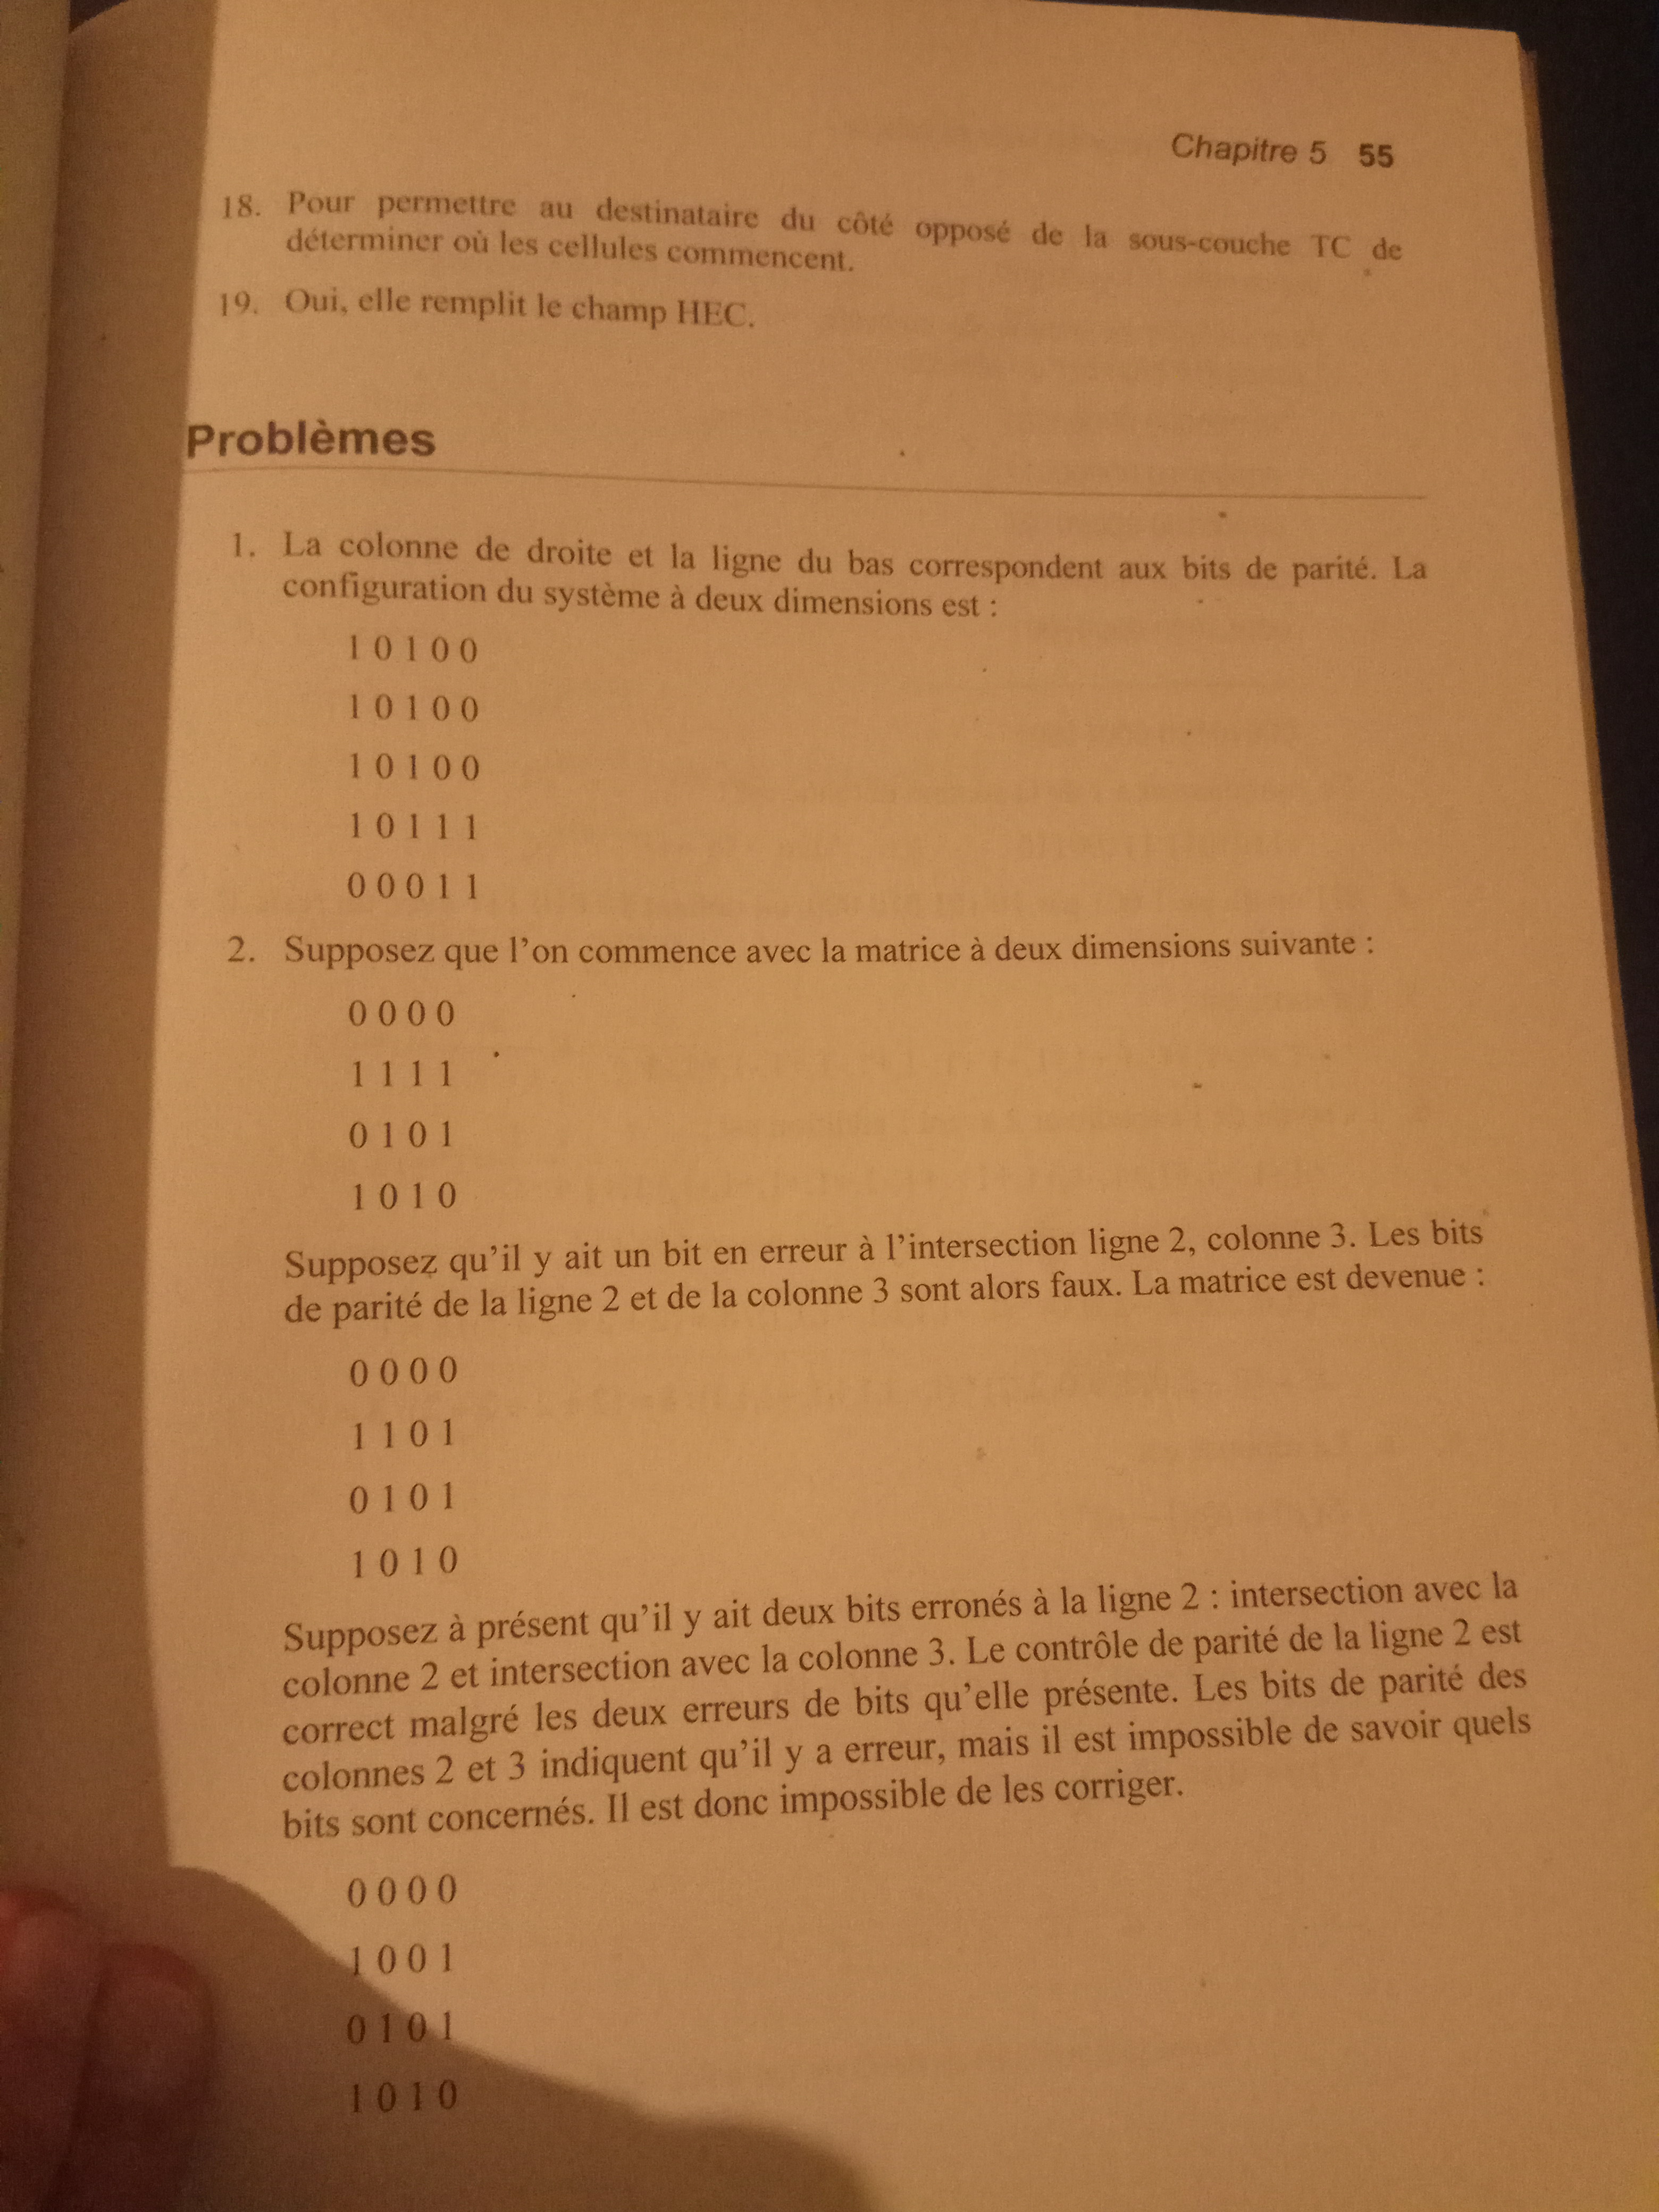 Chapitre 5 55
18. Pour permettre au destinataire du côté opposé de la sous-couche TC de
déterminer où les cellules commencent.
19. Oui, elle remplit le champ HEC.
Problèmes
1. La colonne de droite et la ligne du bas correspondent aux bits de parité. La
configuration du système à deux dimensions est :
1 0 1 0 0
1 0 1 0 0
1 0 1 0 0
1 0 1 1 1
0 0 0 1 1
2. Supposez que l'on commence avec la matrice à deux dimensions suivante :
0 0 0 0
1 1 1 1
0 1 0 1
1 0 1 0
Supposez qu'il y ait un bit en erreur à l'intersection ligne 2, colonne 3. Les bits
de parité de la ligne 2 et de la colonne 3 sont alors faux. La matrice est devenue :
0 0 0 0
1 1 0 1
0 1 0 1
1 0 1 0
Supposez à présent qu'il y ait deux bits erronés à la ligne 2 : intersection avec la
colonne 2 et intersection avec la colonne 3. Le contrôle de parité de la ligne 2 est
correct malgré les deux erreurs de bits qu'elle présente. Les bits de parité des
colonnes 2 et 3 indiquent qu'il y a erreur, mais il est impossible de savoir quels
bits sont concernés. Il est donc impossible de les corriger.
0 0 0 0
1 0 0 1
0 1 0 1
1 0 1 0